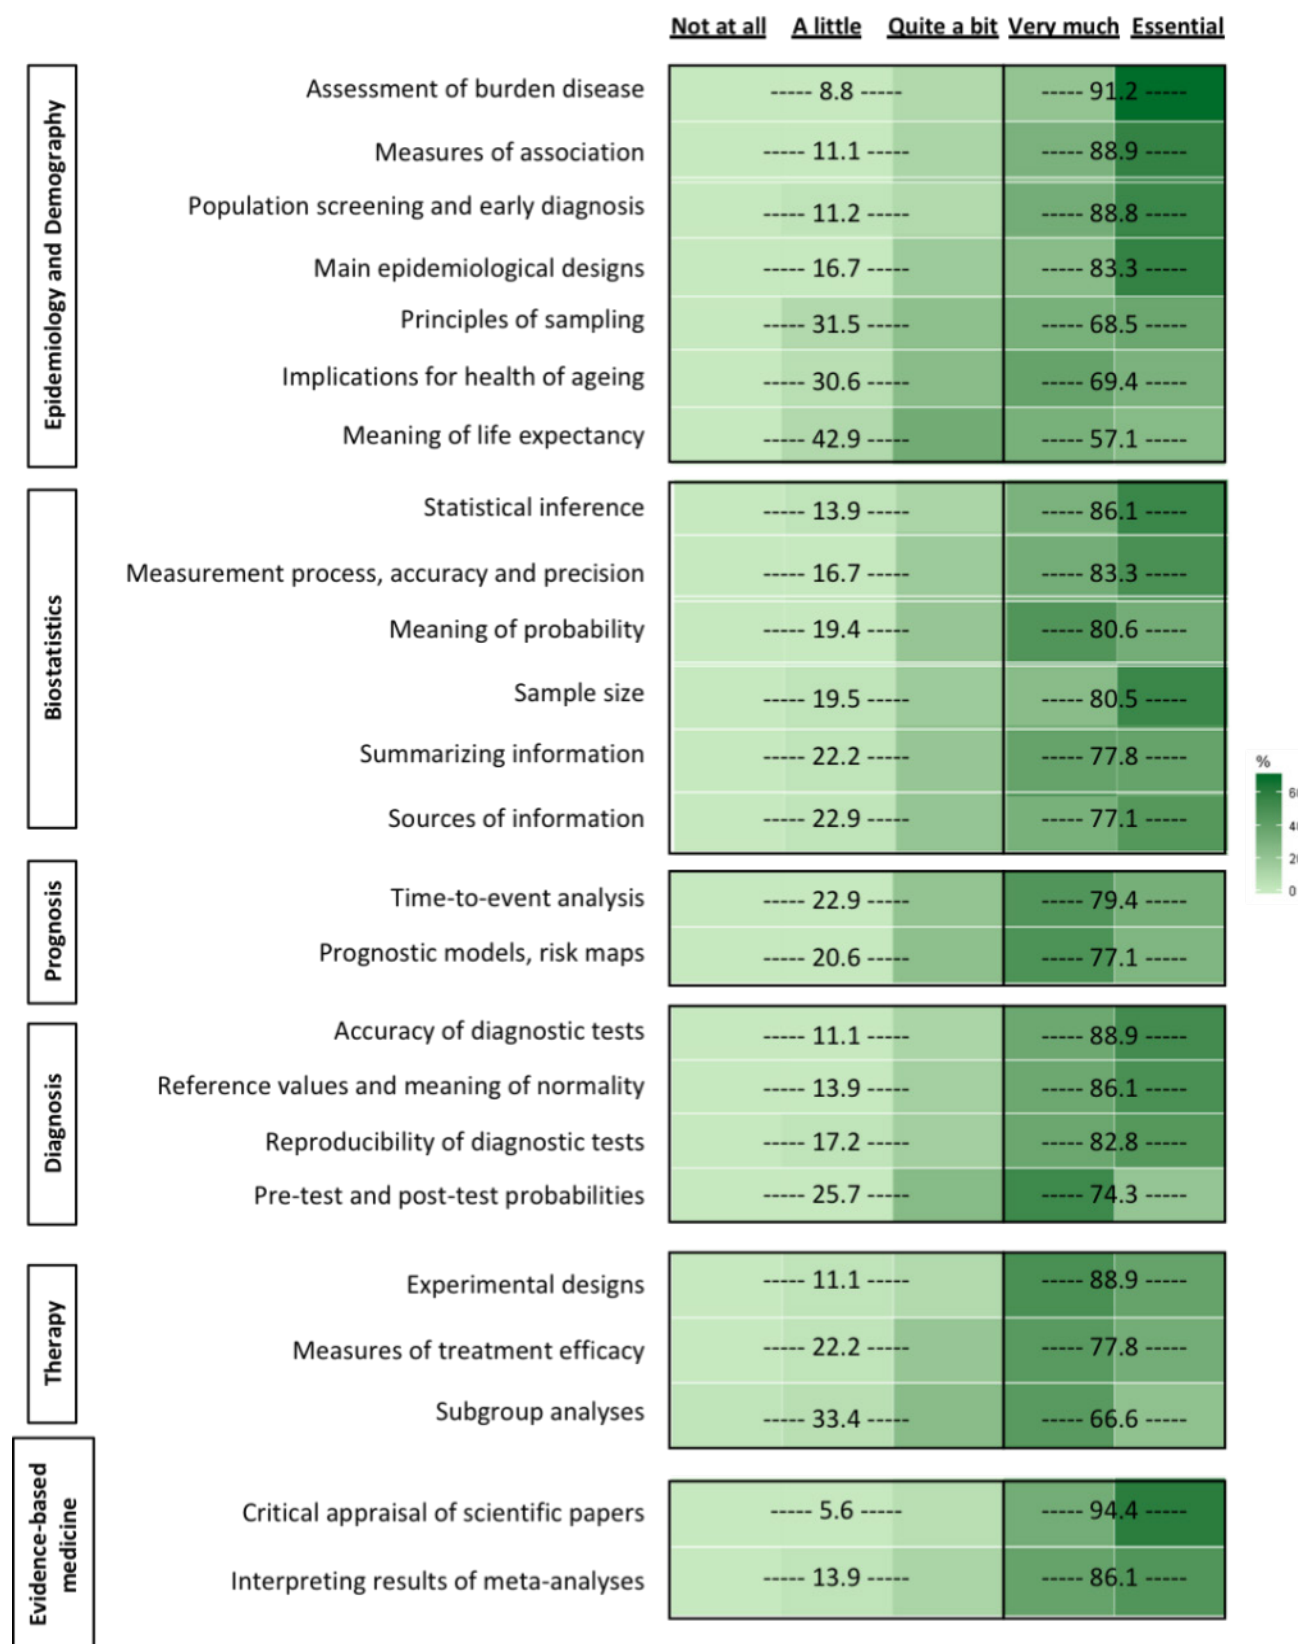 Not at all A little Quite a bit Very much Essential
Epidemiology and Demography
Assessment of burden disease ----- 8.8 ----- ----- 91.2 -----
Measures of association ----- 11.1 ----- ----- 88.9 -----
Population screening and early diagnosis ----- 11.2 ----- ----- 88.8 -----
Main epidemiological designs ----- 16.7 ----- ----- 83.3 -----
Principles of sampling ----- 31.5 ----- ----- 68.5 -----
Implications for health of ageing ----- 30.6 ----- ----- 69.4 -----
Meaning of life expectancy ----- 42.9 ----- ----- 57.1 -----
Biostatistics
Statistical inference ----- 13.9 ----- ----- 86.1 -----
Measurement process, accuracy and precision ----- 16.7 ----- ----- 83.3 -----
Meaning of probability ----- 19.4 ----- ----- 80.6 -----
Sample size ----- 19.5 ----- ----- 80.5 -----
Summarizing information ----- 22.2 ----- ----- 77.8 -----
Sources of information ----- 22.9 ----- ----- 77.1 -----
%
20
0
Prognosis
Time-to-event analysis ----- 22.9 ----- ----- 79.4 -----
Prognostic models, risk maps ----- 20.6 ----- ----- 77.1 -----
Diagnosis
Accuracy of diagnostic tests ----- 11.1 ----- ----- 88.9 -----
Reference values and meaning of normality ----- 13.9 ----- ----- 86.1 -----
Reproducibility of diagnostic tests ----- 17.2 ----- ----- 82.8 -----
Pre-test and post-test probabilities ----- 25.7 ----- ----- 74.3 -----
Therapy
Experimental designs ----- 11.1 ----- ----- 88.9 -----
Measures of treatment efficacy ----- 22.2 ----- ----- 77.8 -----
Subgroup analyses ----- 33.4 ----- ----- 66.6 -----
Evidence-based
medicine
Critical appraisal of scientific papers ----- 5.6 ----- ----- 94.4 -----
Interpreting results of meta-analyses ----- 13.9 ----- ----- 86.1 -----